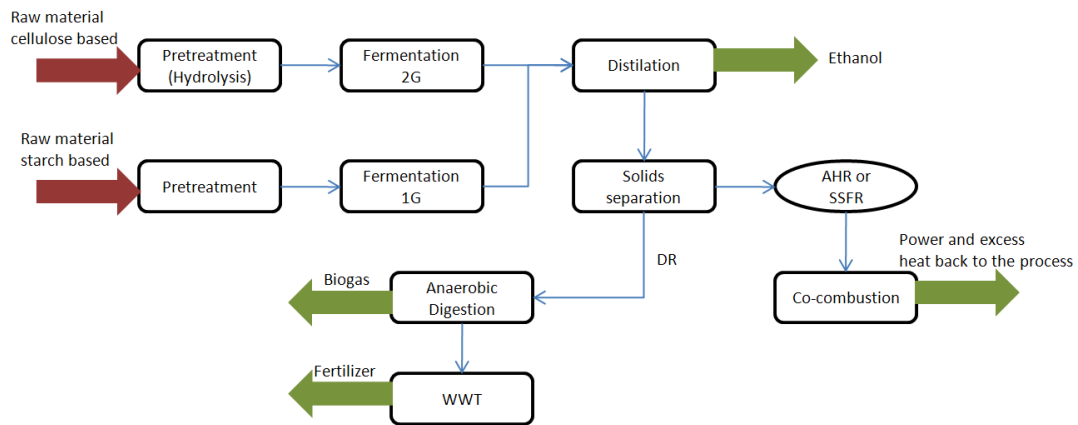 Raw material
cellulose based
Pretreatment
(Hydrolysis)
Fermentation
2G
Distilation
Ethanol
Raw material
starch based
Pretreatment
Fermentation
1G
Solids
separation
AHR or
SSFR
Power and excess
heat back to the process
DR
Biogas
Anaerobic
Digestion
Co-combustion
Fertilizer
WWT